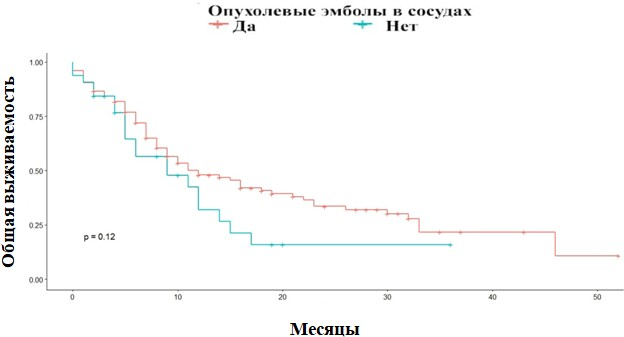 Опухолевые эмболы в сосудах
Да Нет
Общая выживаемость
1.00
0.75
0.50
0.25
0.00
p = 0.12
0 10 20 30 40 50
Месяцы